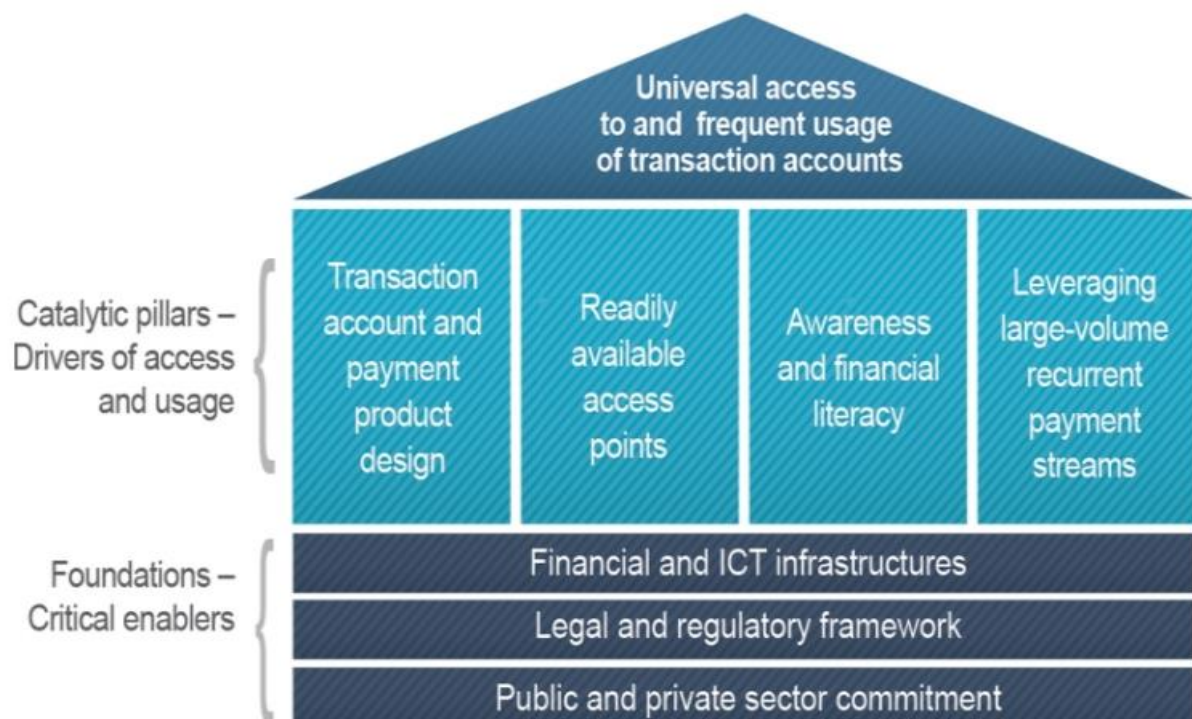 Universal access
to and frequent usage
of transaction accounts
Catalytic pillars –
Drivers of access
and usage
Transaction
account and
payment
product
design
Readily
available
access
points
Awareness
and financial
literacy
Leveraging
large-volume
recurrent
payment
streams
Foundations –
Critical enablers
Financial and ICT infrastructures
Legal and regulatory framework
Public and private sector commitment